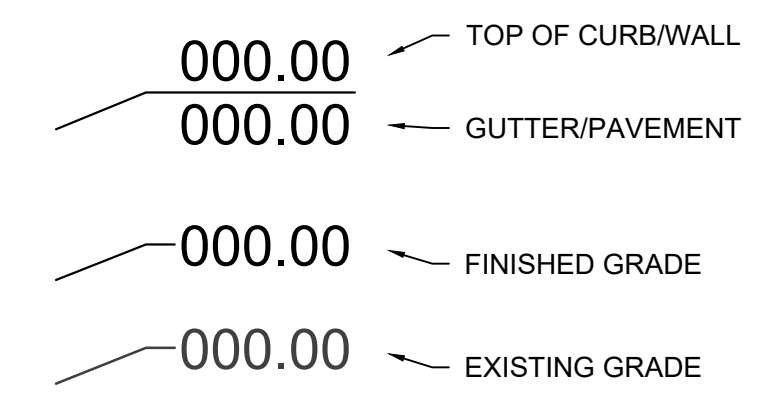 000.00 TOP OF CURB/WALL
000.00 GUTTER/PAVEMENT
000.00 FINISHED GRADE
000.00 EXISTING GRADE